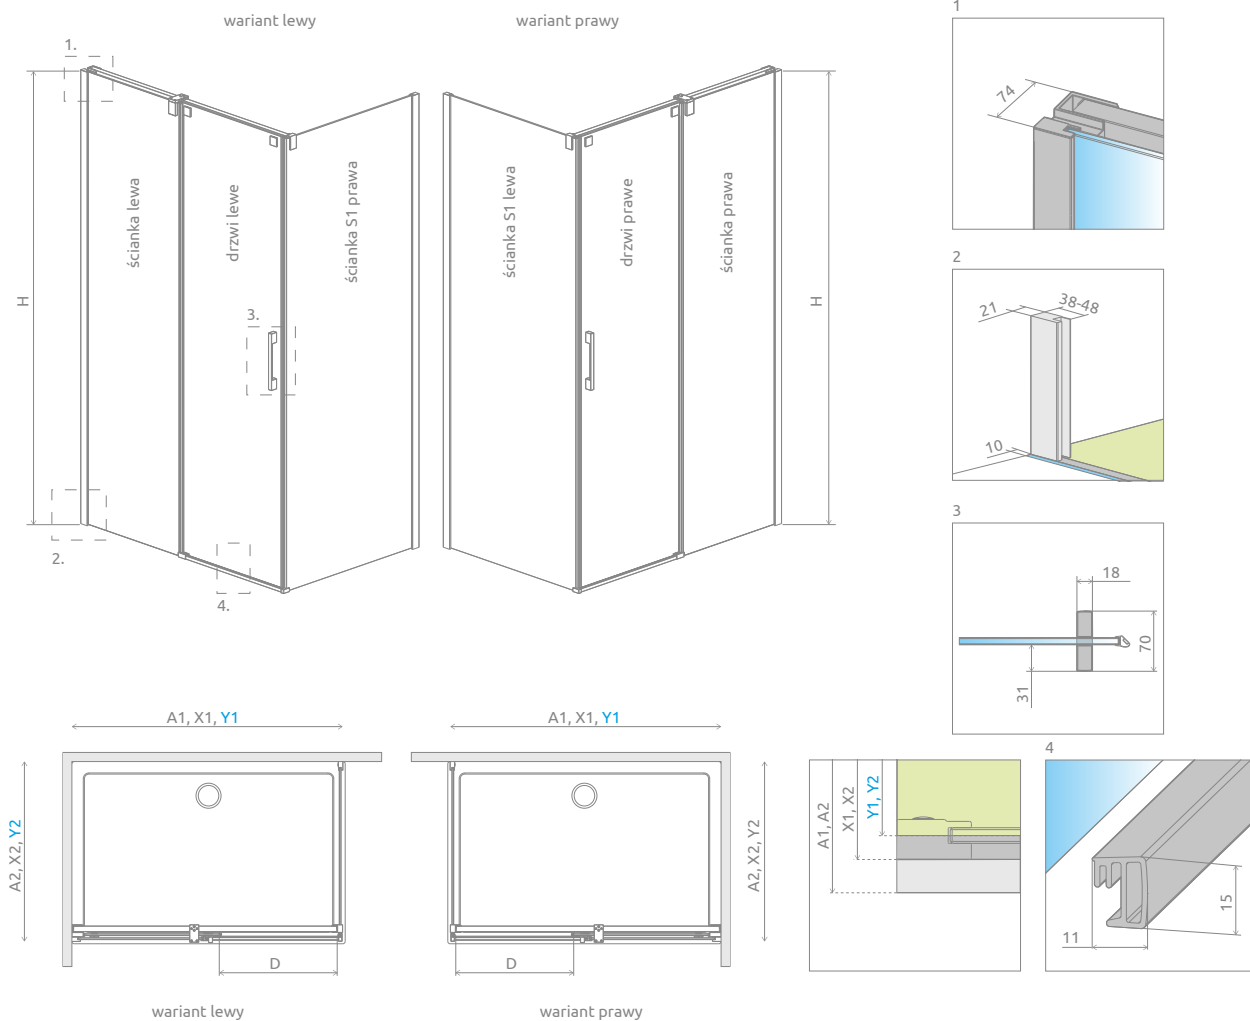 wariant lewy
wariant prawy
1.
H
ścianka lewa
drzwi lewe
ścianka S1 prawa
3.
2.
4.
ścianka S1 lewa
drzwi prawe
ścianka prawa
H
1
74
2
21
38-48
10
3
18
70
31
A1, X1, Y1
A2, X2, Y2
D
wariant lewy
A1, X1, Y1
A2, X2, Y2
D
wariant prawy
A1, A2
X1, X2
Y1, Y2
4
15
11